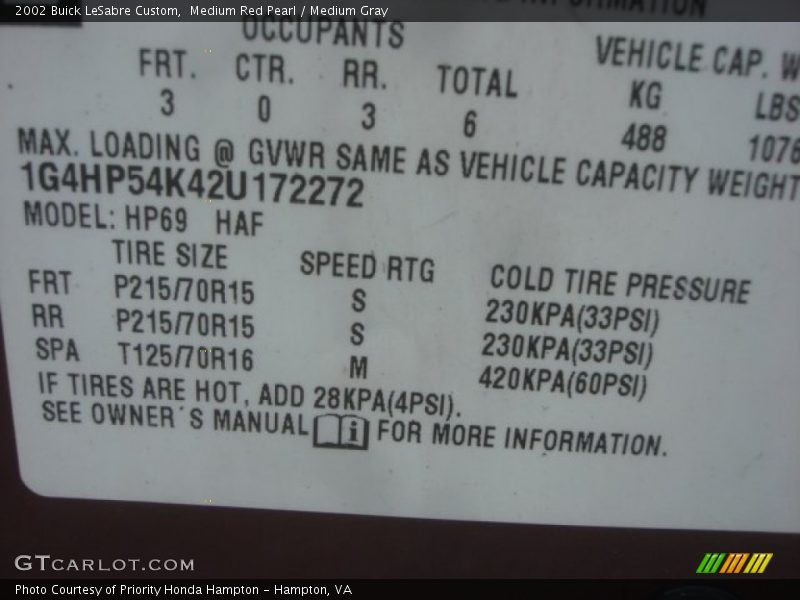 2002 Buick LeSabre Custom,  Medium Red Pearl / Medium Gray
INFORMATION
OCCUPANTS VEHICLE CAP. W
FRT. CTR. RR. TOTAL KG LBS
3 0 3 6 488 1076
MAX. LOADING @ GVWR SAME AS VEHICLE CAPACITY WEIGHT
1G4HP54K42U172272
MODEL: HP69 HAF
TIRE SIZE SPEED RTG COLD TIRE PRESSURE
FRT P215/70R15 S 230KPA(33PSI)
RR P215/70R15 S 230KPA(33PSI)
SPA T125/70R16 M 420KPA(60PSI)
IF TIRES ARE HOT, ADD 28KPA(4PSI).
SEE OWNER'S MANUAL i FOR MORE INFORMATION.
GTCARLOT.COM
Photo Courtesy of Priority Honda Hampton – Hampton, VA